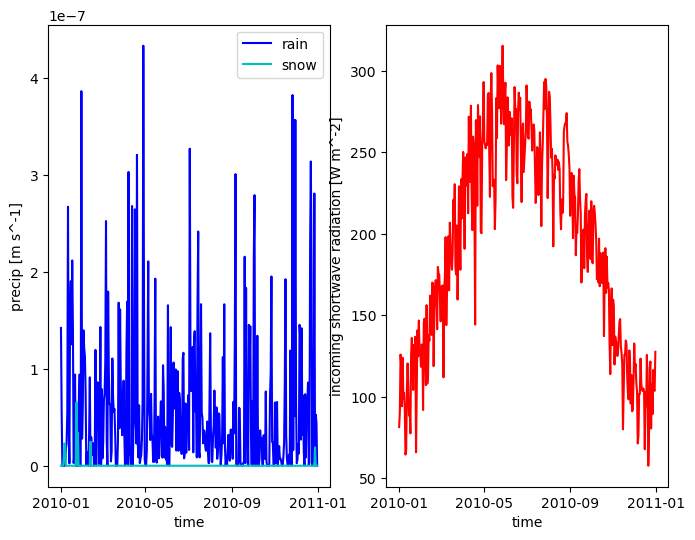 1e−7
rain
snow
4
3
2
1
0
precip [m s^-1]
2010-01
2010-05
2010-09
2011-01
time
300
250
200
150
100
50
incoming shortwave radiation [W m^-2]
2010-01
2010-05
2010-09
2011-01
time